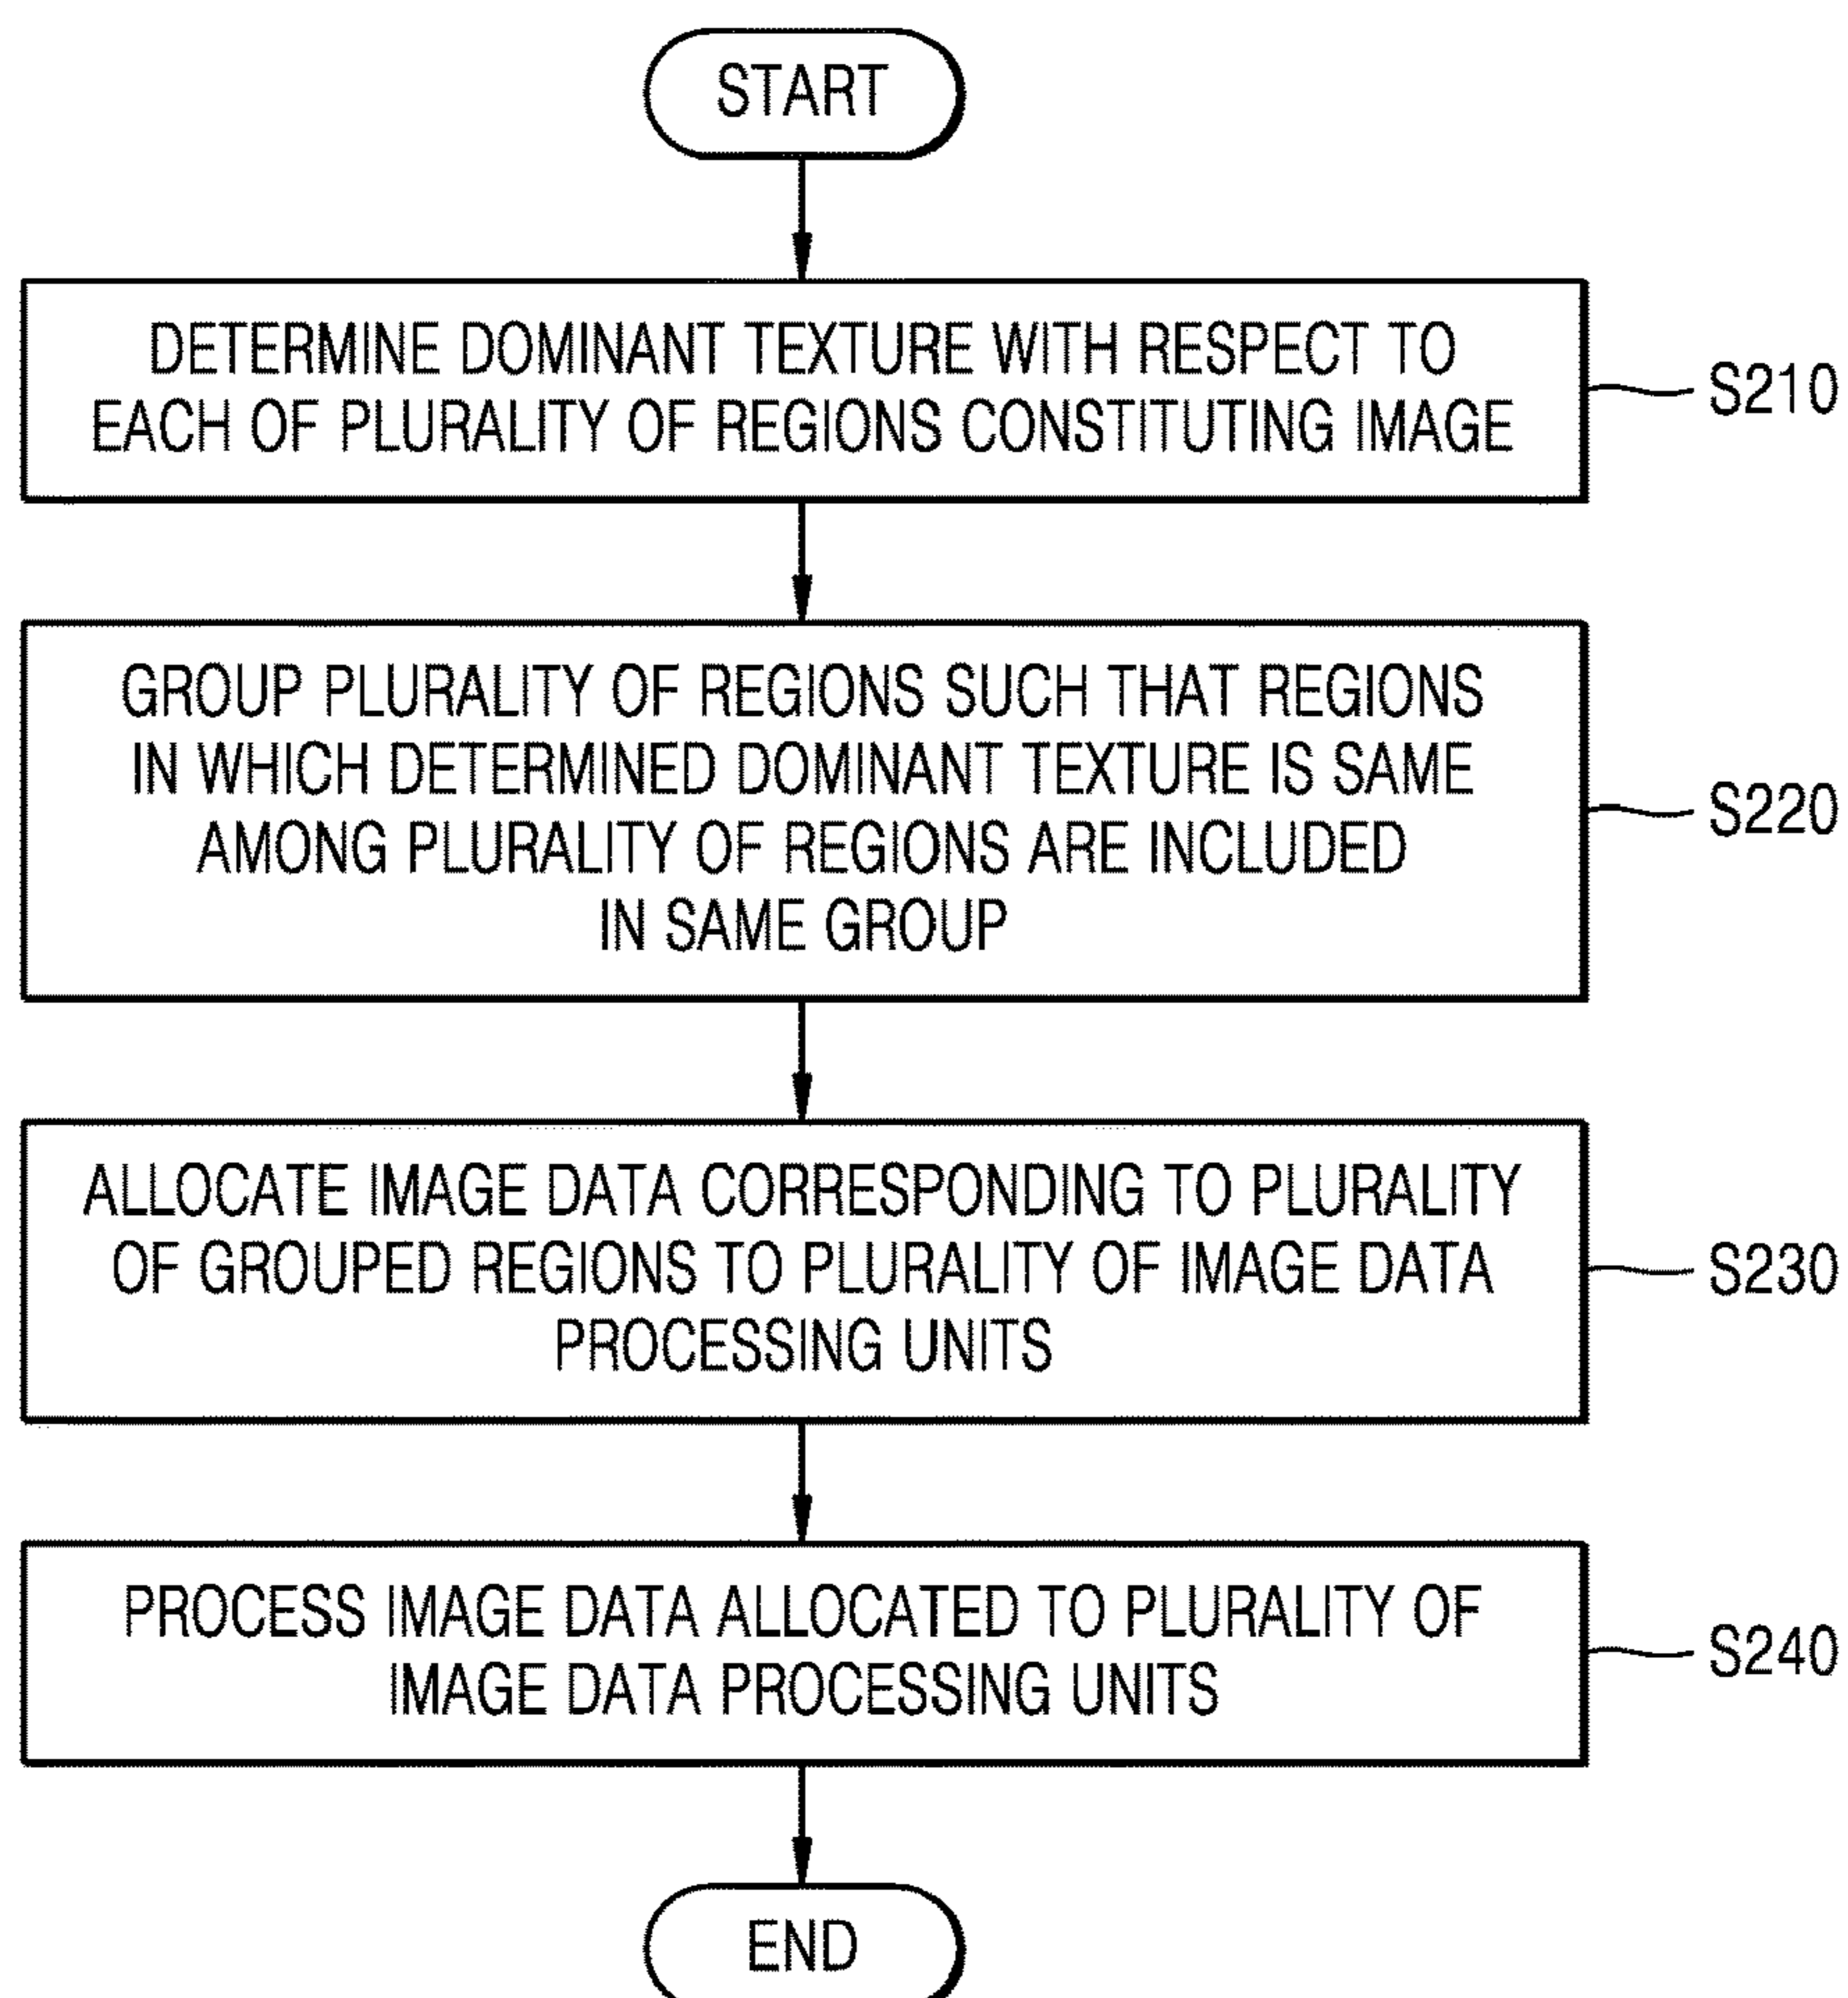 START
DETERMINE DOMINANT TEXTURE WITH RESPECT TO
EACH OF PLURALITY OF REGIONS CONSTITUTING IMAGE
S210
GROUP PLURALITY OF REGIONS SUCH THAT REGIONS
IN WHICH DETERMINED DOMINANT TEXTURE IS SAME
AMONG PLURALITY OF REGIONS ARE INCLUDED
IN SAME GROUP
S220
ALLOCATE IMAGE DATA CORRESPONDING TO PLURALITY
OF GROUPED REGIONS TO PLURALITY OF IMAGE DATA
PROCESSING UNITS
S230
PROCESS IMAGE DATA ALLOCATED TO PLURALITY OF
IMAGE DATA PROCESSING UNITS
S240
END